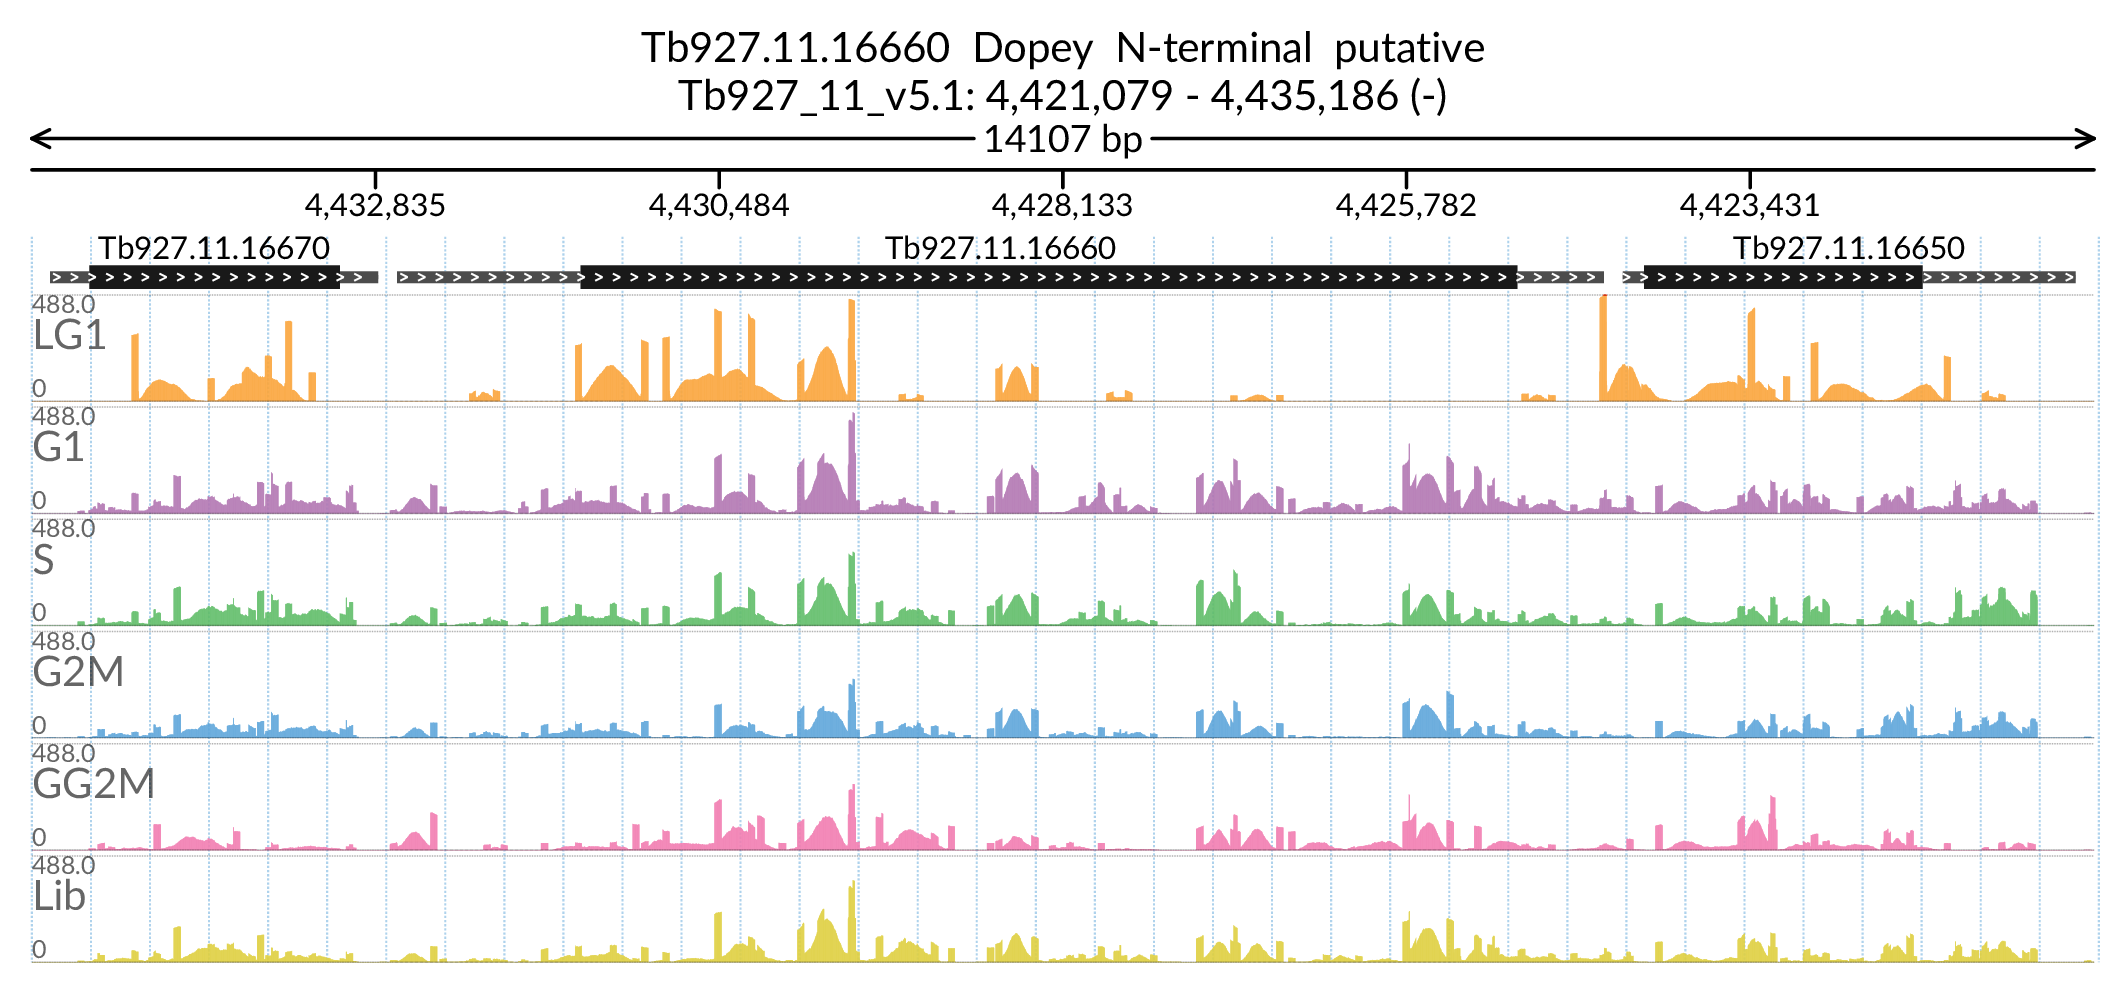 Tb927.11.16660 Dopey N-terminal putative
Tb927_11_v5.1: 4,421,079 - 4,435,186 (-)
14107 bp
4,432,835 4,430,484 4,428,133 4,425,782 4,423,431
Tb927.11.16670 Tb927.11.16660 Tb927.11.16650
488.0
LG1
0
488.0
G1
0
488.0
S
0
488.0
G2M
0
488.0
GG2M
0
488.0
Lib
0